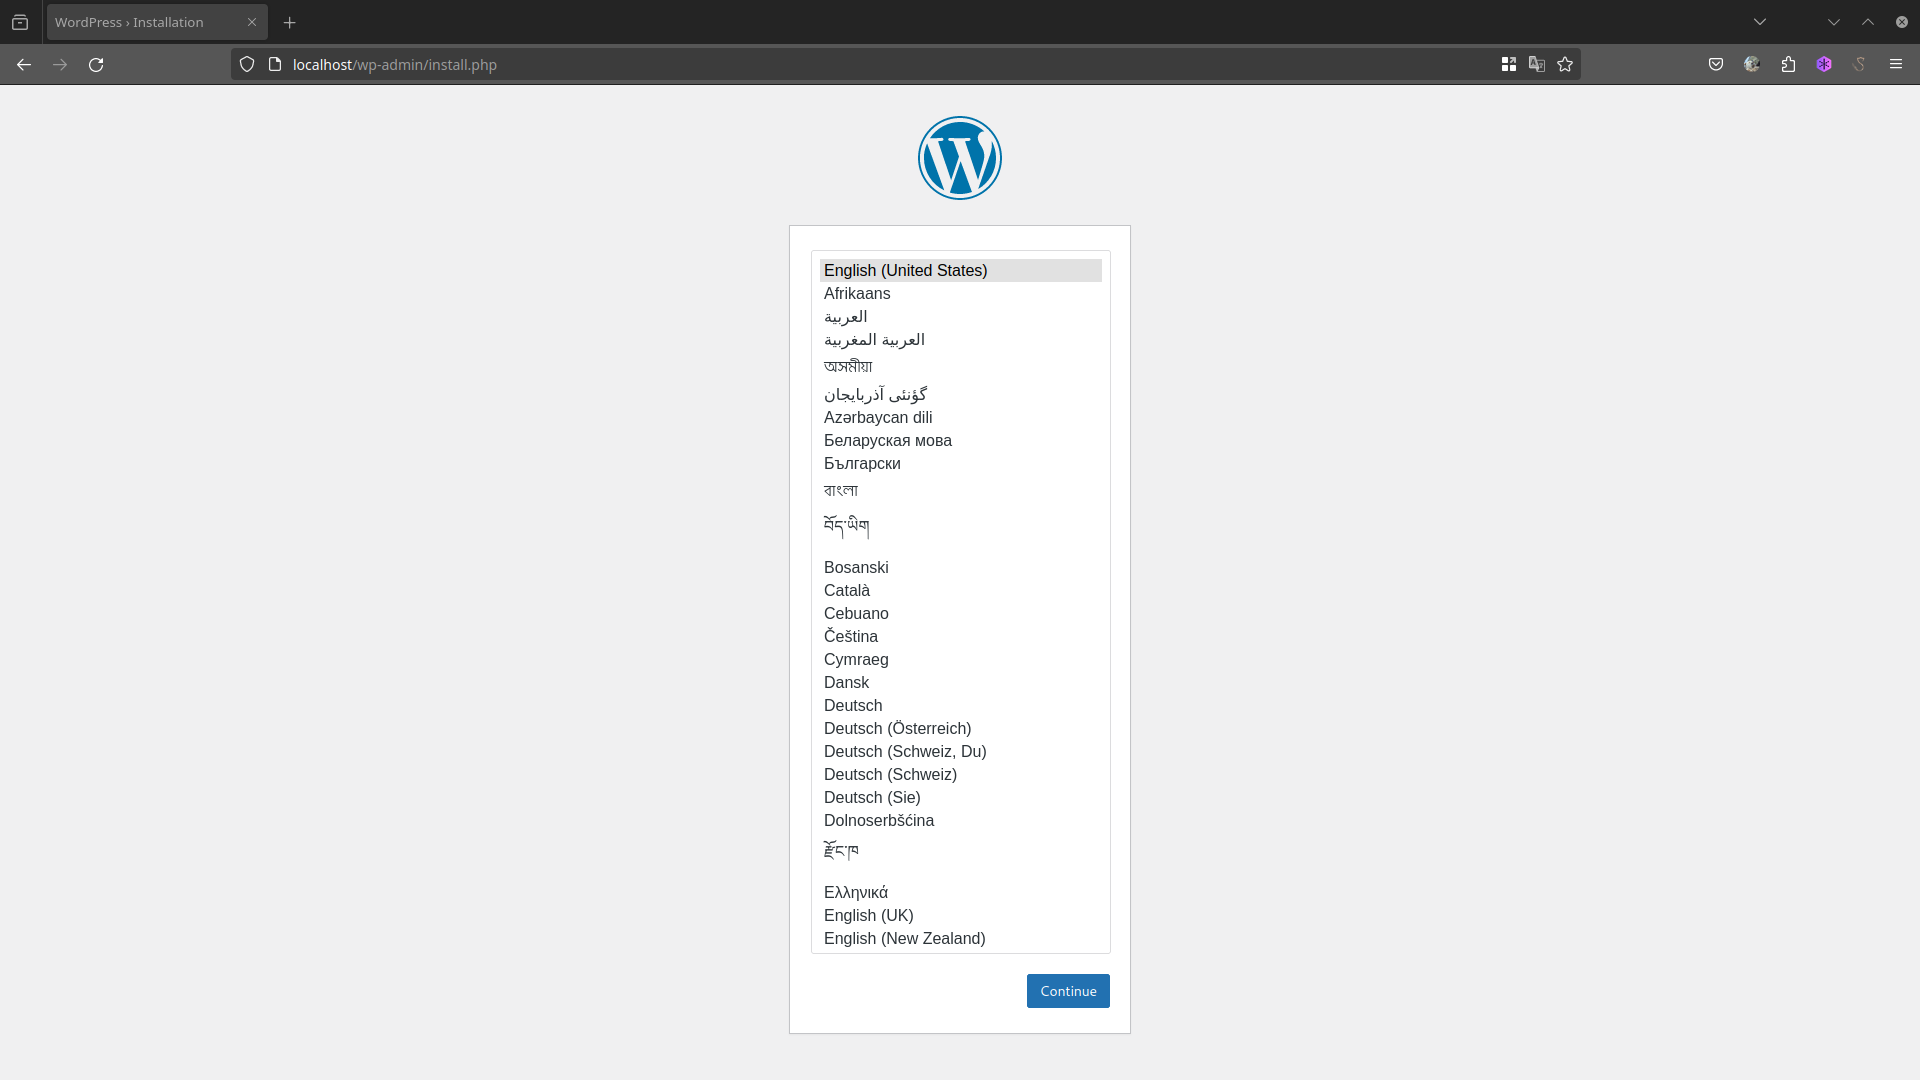 WordPress › Installation
localhost/wp-admin/install.php
English (United States)
Afrikaans
العربية
العربية المغربية
অসমীয়া
گؤنئی آذربایجان
Azərbaycan dili
Беларуская мова
Български
বাংলা
བོད་ཡིག
Bosanski
Català
Cebuano
Čeština
Cymraeg
Dansk
Deutsch
Deutsch (Österreich)
Deutsch (Schweiz, Du)
Deutsch (Schweiz)
Deutsch (Sie)
Dolnoserbšćina
རྫོང་ཁ
Ελληνικά
English (UK)
English (New Zealand)
Continue